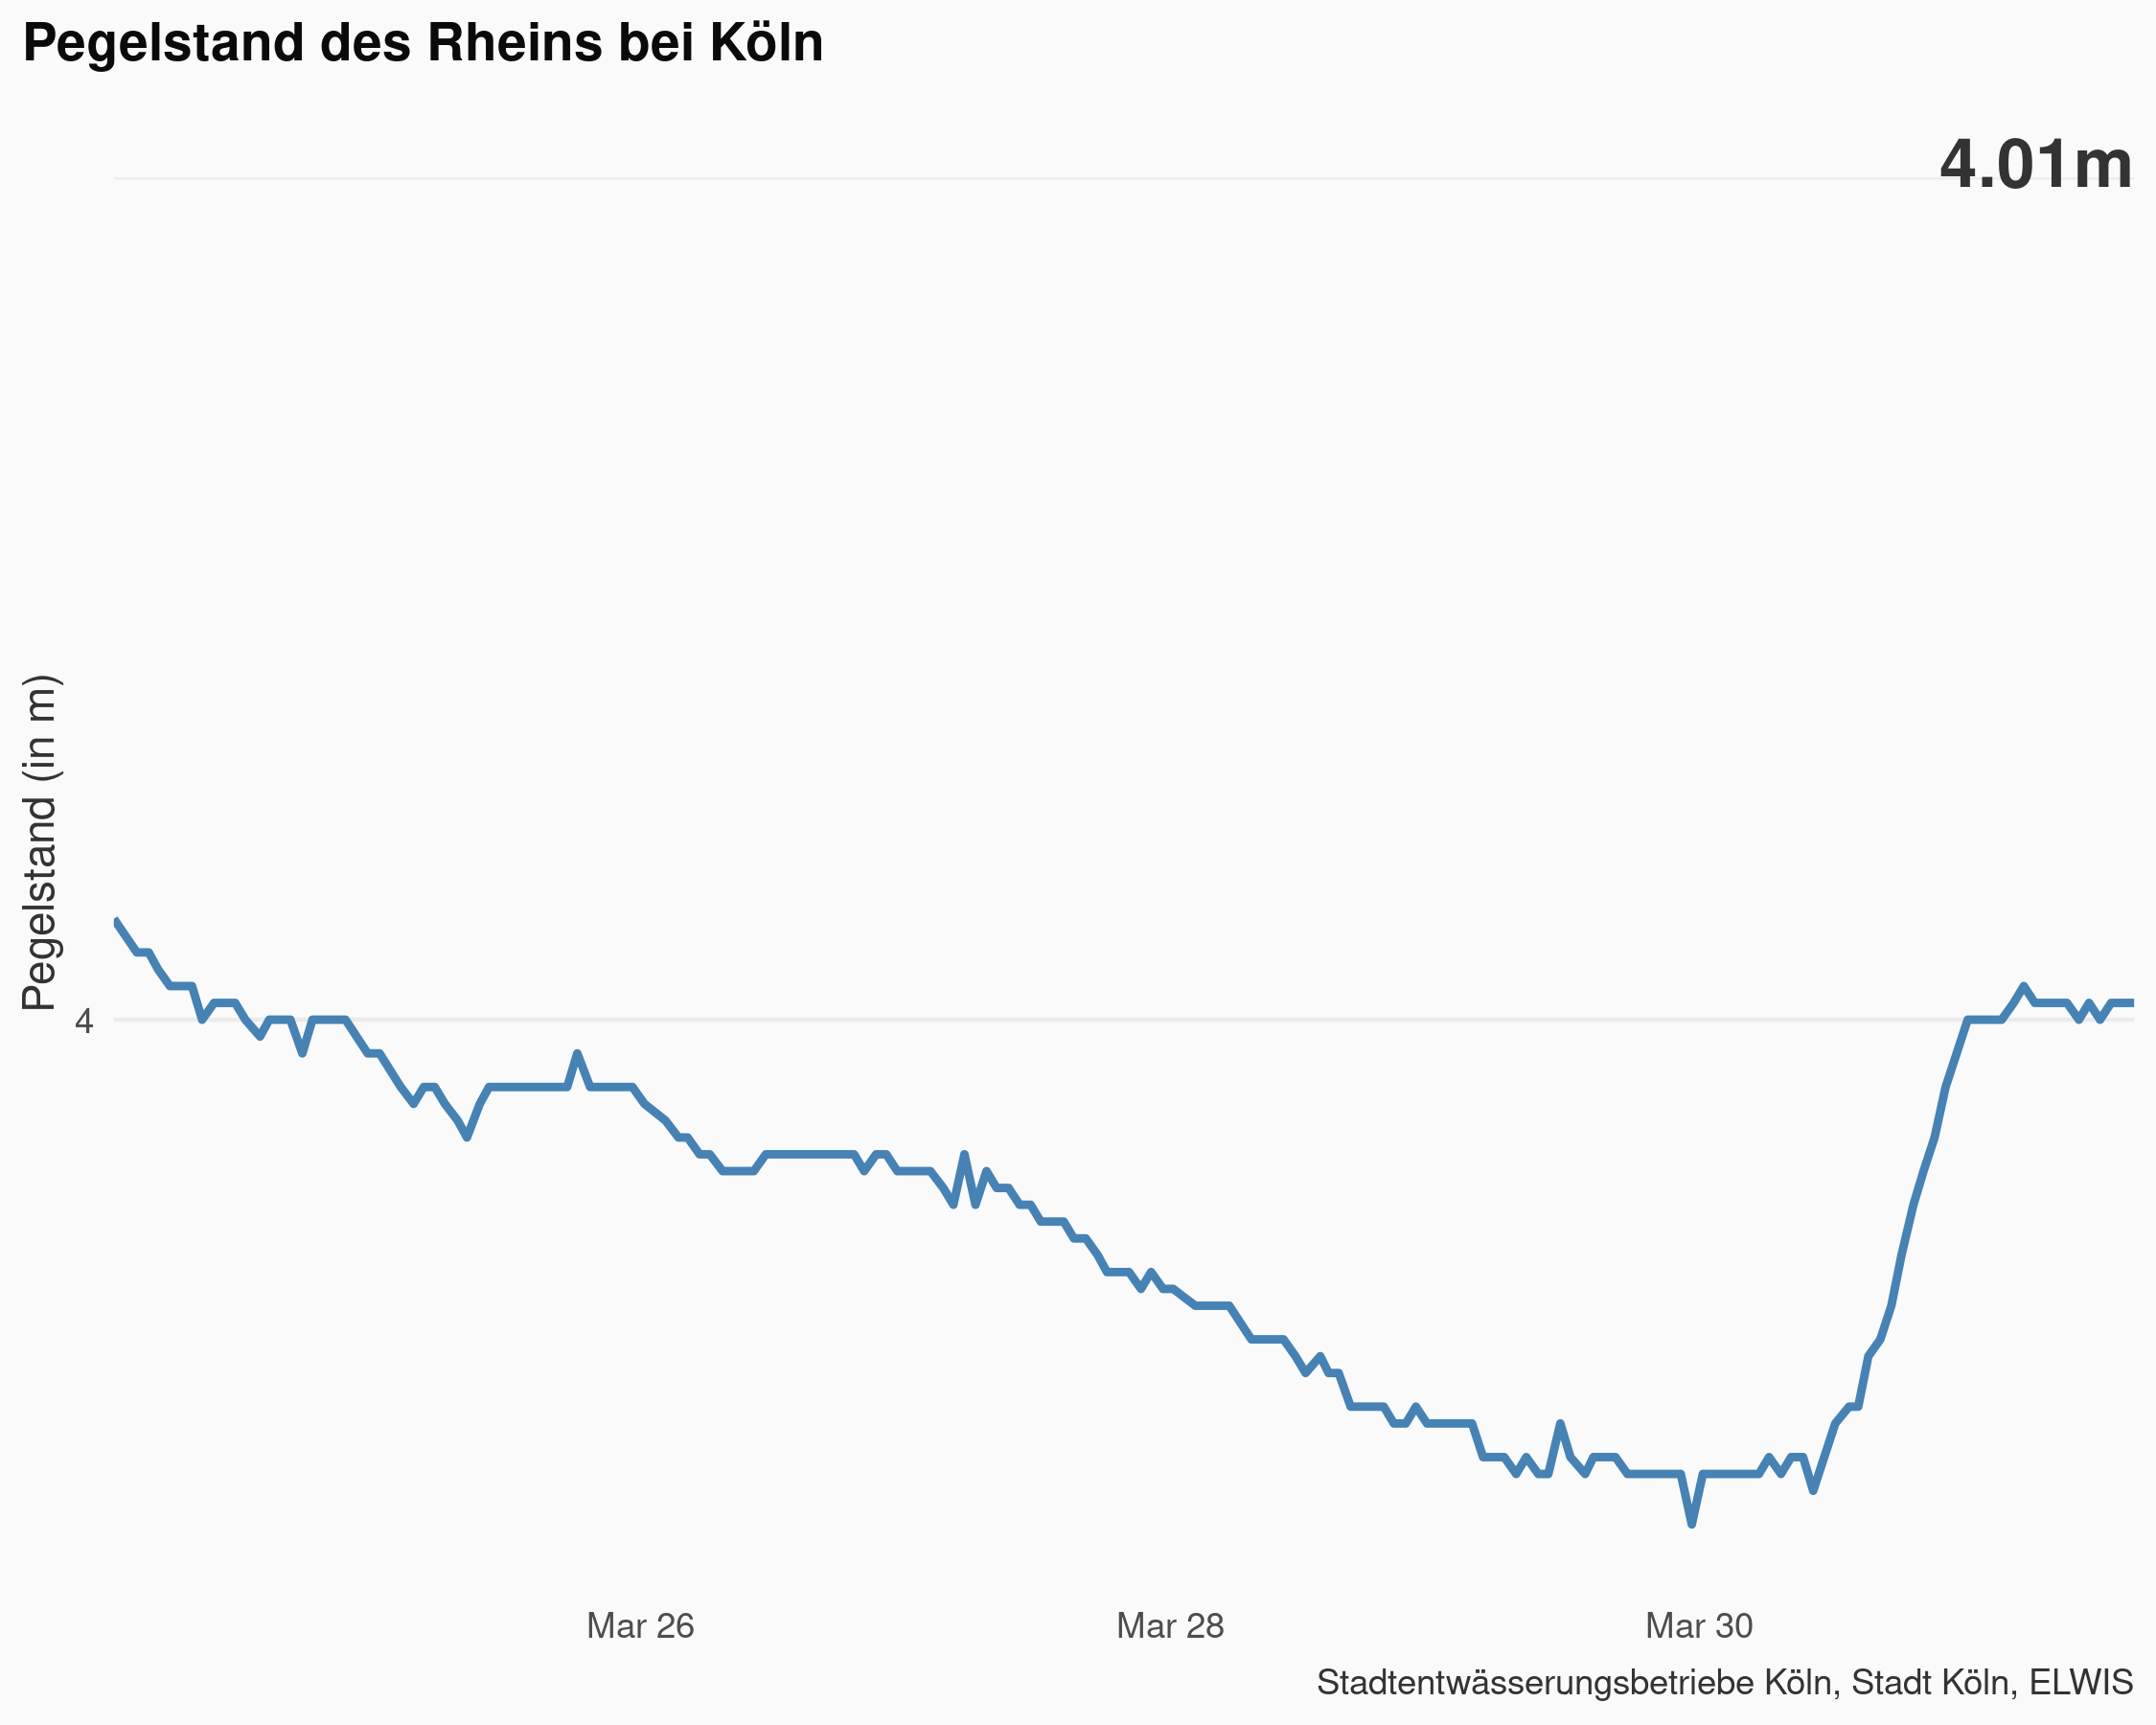 Pegelstand des Rheins bei Köln
4.01m
Pegelstand (in m)
4
Mar 26
Mar 28
Mar 30
Stadtentwässerungsbetriebe Köln, Stadt Köln, ELWIS